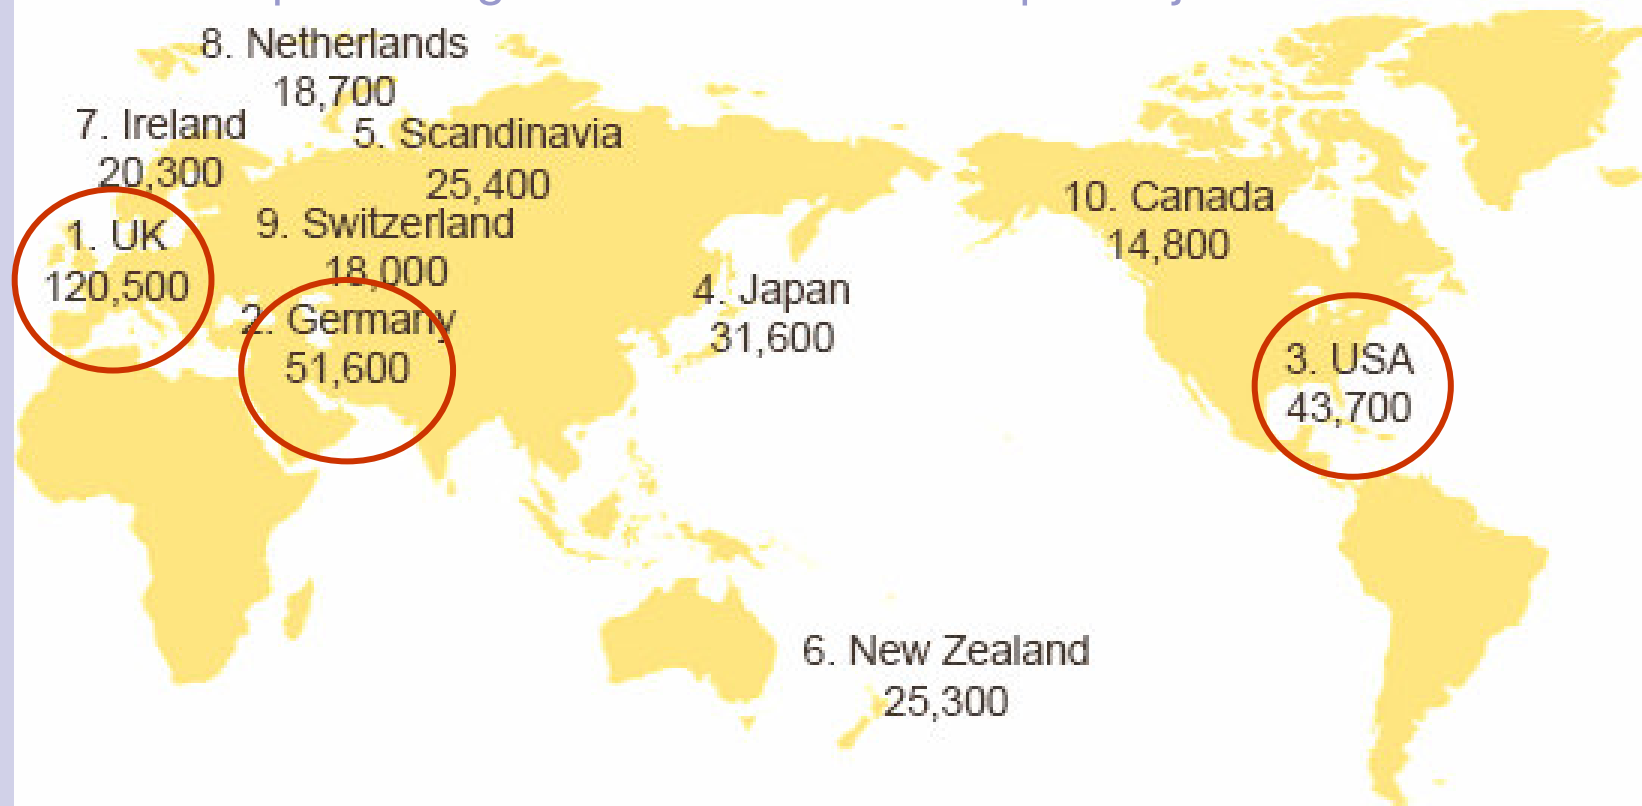 8. Netherlands
18,700
7. Ireland
20,300
5. Scandinavia
25,400
1. UK
120,500
9. Switzerland
18,000
2. Germany
51,600
4. Japan
31,600
10. Canada
14,800
3. USA
43,700
6. New Zealand
25,300